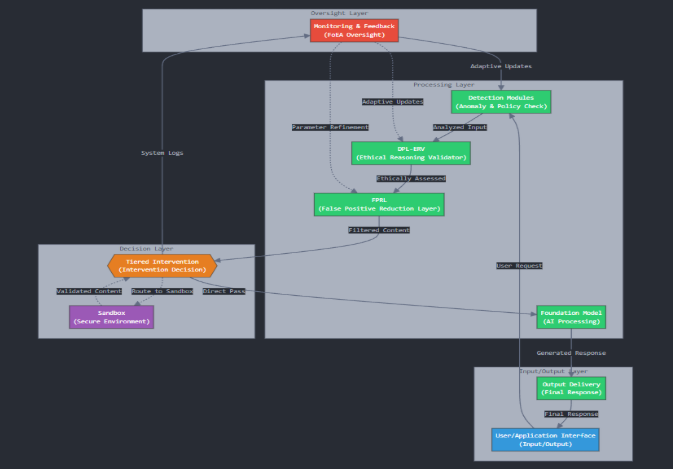 Oversight Layer
Monitoring & Feedback
(FoEA Oversight)
Adaptive Updates
Processing Layer
Detection Modules
(Anomaly & Policy Check)
Adaptive Updates
Parameter Refinement
Analyzed Input
System Logs
OPL-ERV
(Ethical Reasoning Validator)
Ethically Assessed
FPRL
(False Positive Reduction Layer)
Filtered Content
Decision Layer
Tiered Intervention
(Intervention Decision)
User Request
Validated Content
Route to Sandbox
Direct Pass
Sandbox
(Secure Environment)
Foundation Model
(AI Processing)
Generated Response
Input/Output Layer
Output Delivery
(Final Response)
Final Response
User/Application Interface
(Input/Output)